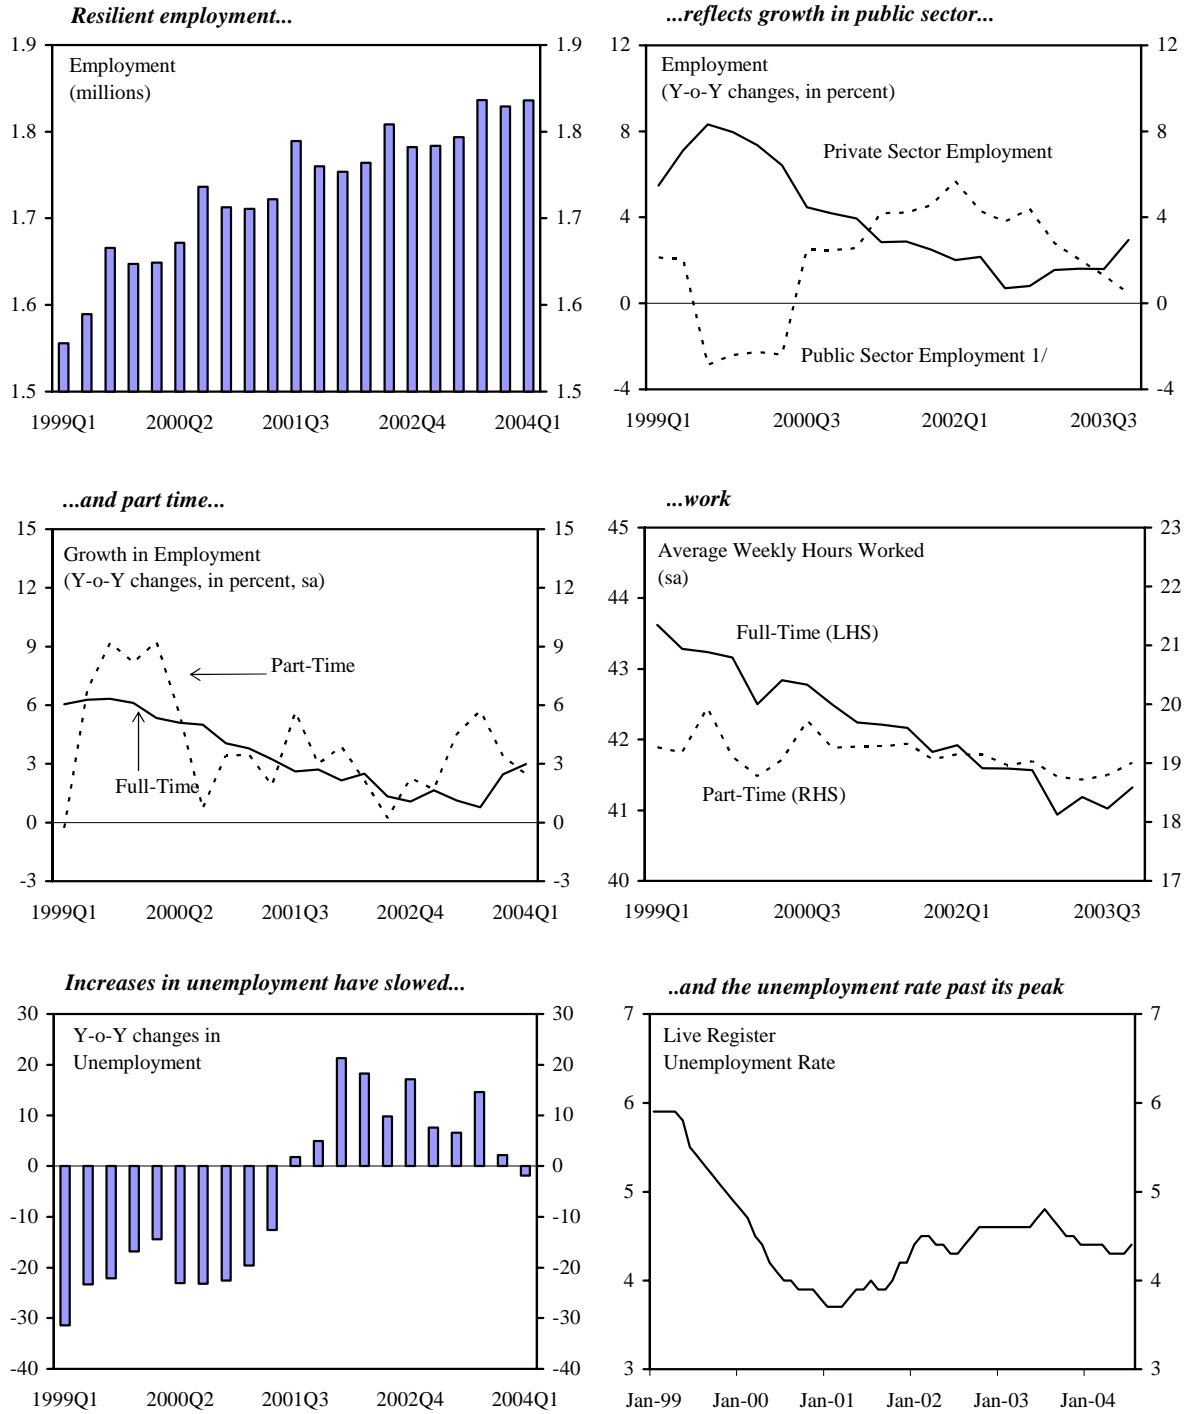 Resilient employment...
1.9
1.8
1.7
1.6
1.5
1.9
1.8
1.7
1.6
1.5
Employment
(millions)
1999Q1 2000Q2 2001Q3 2002Q4 2004Q1
...reflects growth in public sector...
12
8
4
0
-4
12
8
4
0
-4
Employment
(Y-o-Y changes, in percent)
Private Sector Employment
Public Sector Employment 1/
1999Q1 2000Q3 2002Q1 2003Q3
...and part time...
15
12
9
6
3
0
-3
15
12
9
6
3
0
-3
Growth in Employment
(Y-o-Y changes, in percent, sa)
Part-Time
Full-Time
1999Q1 2000Q2 2001Q3 2002Q4 2004Q1
...work
45
44
43
42
41
40
23
22
21
20
19
18
17
Average Weekly Hours Worked
(sa)
Full-Time (LHS)
Part-Time (RHS)
1999Q1 2000Q3 2002Q1 2003Q3
Increases in unemployment have slowed...
30
20
10
0
-10
-20
-30
-40
30
20
10
0
-10
-20
-30
-40
Y-o-Y changes in
Unemployment
1999Q1 2000Q2 2001Q3 2002Q4 2004Q1
..and the unemployment rate past its peak
7
6
5
4
3
7
6
5
4
3
Live Register
Unemployment Rate
Jan-99 Jan-00 Jan-01 Jan-02 Jan-03 Jan-04